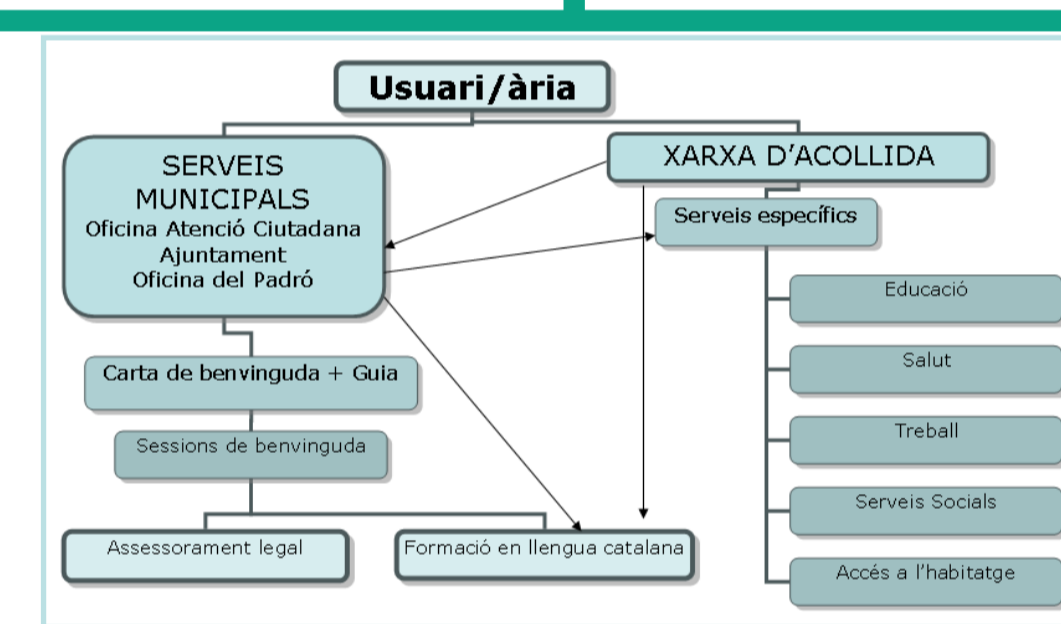 Usuari/ària
SERVEIS
MUNICIPALS
Oficina Atenció Ciutadana
Ajuntament
Oficina del Padró
XARXA D'ACOLLIDA
Serveis específics
Carta de benvinguda + Guia
Sessions de benvinguda
Assessorament legal
Formació en llengua catalana
Educació
Salut
Treball
Serveis Socials
Accés a l'habitatge